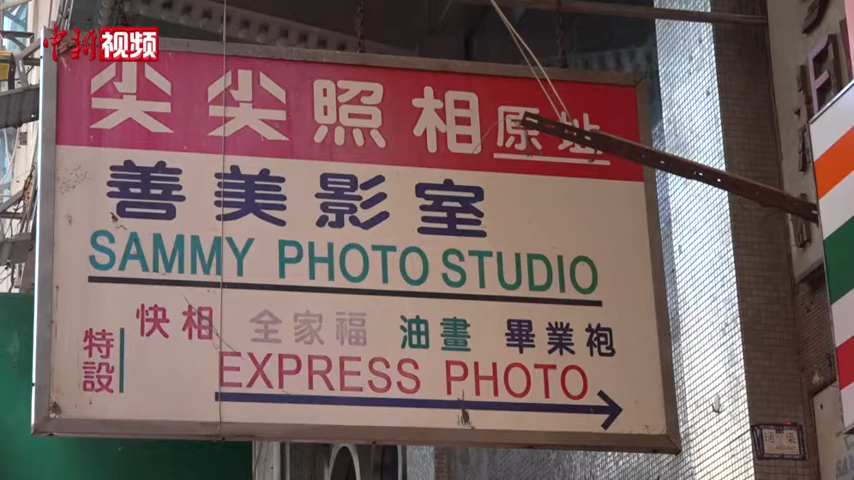 中新视频
尖尖照相原址
善美影室
SAMMY PHOTO STUDIO
特設 快相 全家福 油畫 畢業袍
EXPRESS PHOTO